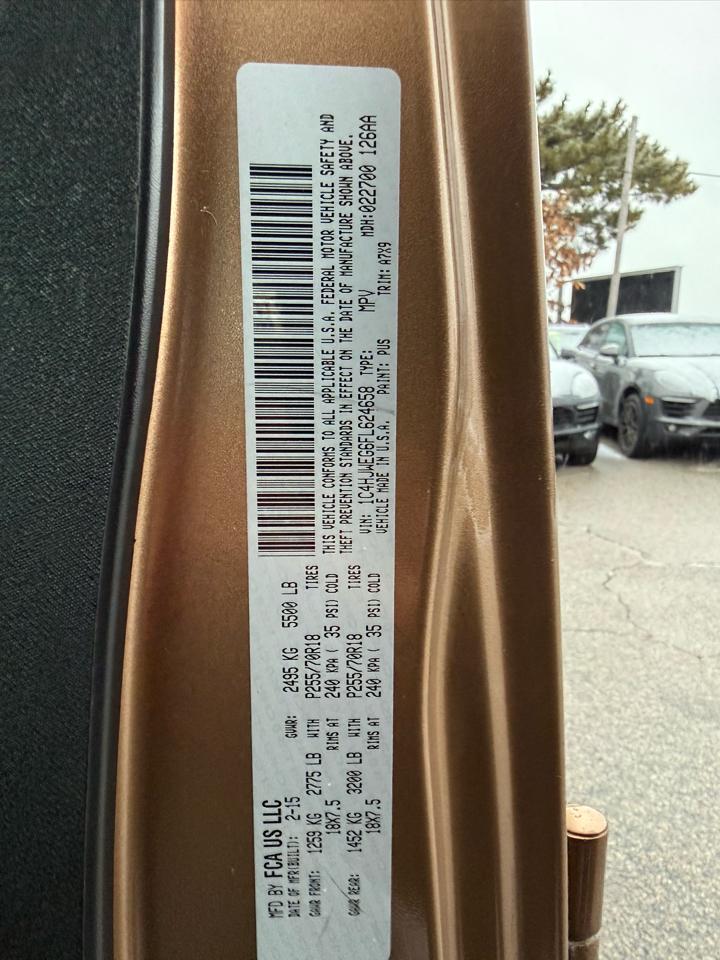 MFD BY FCA US LLC
DATE OF MFR(BUILT): 2-15 GVWR: 2495 KG 5500 LB
GAWR FRONT: 1259 KG 2775 LB WITH P255/70R18 TIRES
18X7.5 RIMS AT 240 KPA ( 35 PSI) COLD
GAWR REAR: 1452 KG 3200 LB WITH P255/70R18 TIRES
18X7.5 RIMS AT 240 KPA ( 35 PSI) COLD
THIS VEHICLE CONFORMS TO ALL APPLICABLE U.S.A. FEDERAL MOTOR VEHICLE SAFETY AND
THEFT PREVENTION STANDARDS IN EFFECT ON THE DATE OF MANUFACTURE SHOWN ABOVE.
VIN: 1C4HJWEG6FL624658 TYPE: MPV MDH:022700 126AA
VEHICLE MADE IN U.S.A. PAINT: PUS TRIM: A7X9